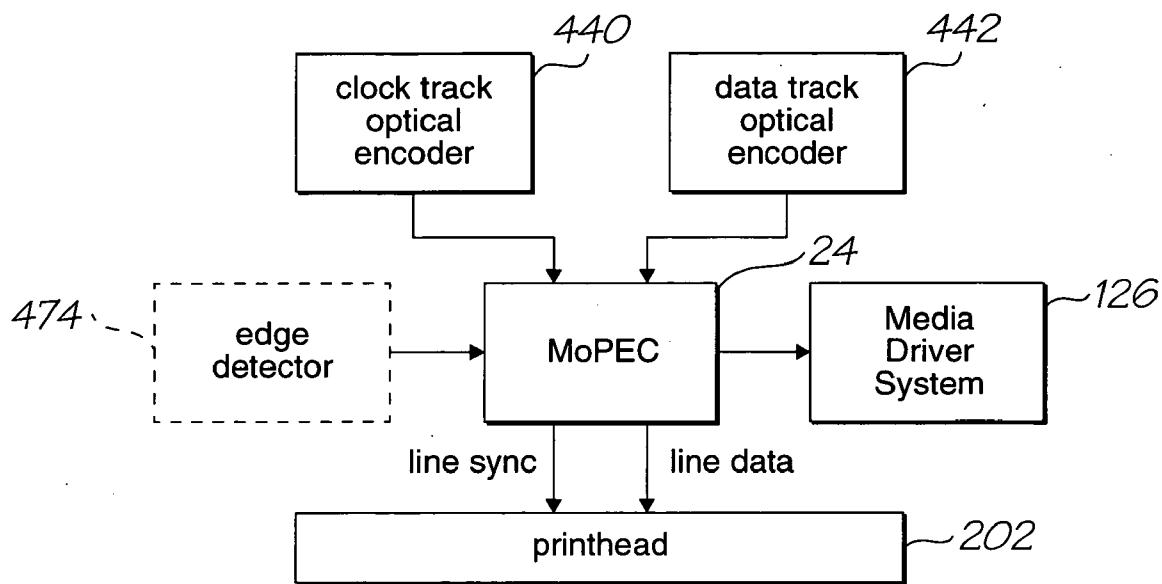 440
442
clock track
optical
encoder
data track
optical
encoder
24
474
edge
detector
MoPEC
Media
Driver
System
126
line sync
line data
printhead
202